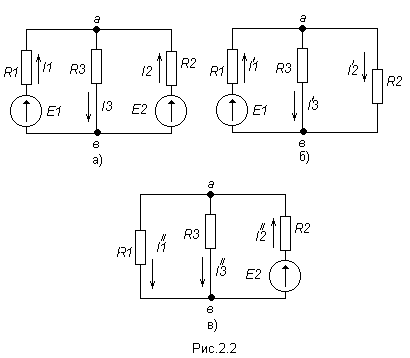 а
R1
I1
R3
I2
R2
E1
I3
E2
в
а)
а
R1
I′1
R3
I′2
R2
E1
I′3
в
б)
а
R1
I″1
R3
I″2
R2
I″3
E2
в
в)
Рис.2.2